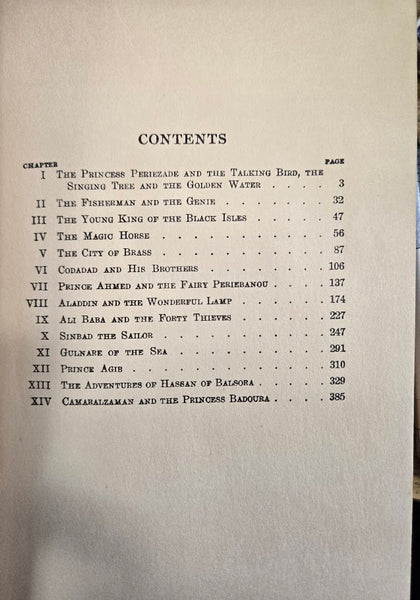 CONTENTS
CHAPTER PAGE
I The Princess Periezade and the Talking Bird, the
Singing Tree and the Golden Water . . . . 3
II The Fisherman and the Genie . . . . . . . . 32
III The Young King of the Black Isles . . . . . 47
IV The Magic Horse . . . . . . . . . . . 56
V The City of Brass . . . . . . . . . . . 87
VI Codadad and His Brothers . . . . . . . . 106
VII Prince Ahmed and the Fairy Periebanou . . . . 137
VIII Aladdin and the Wonderful Lamp . . . . . . 174
IX Ali Baba and the Forty Thieves . . . . . . 227
X Sinbad the Sailor . . . . . . . . . . . 247
XI Gulnare of the Sea . . . . . . . . . . 291
XII Prince Agib . . . . . . . . . . . . . 310
XIII The Adventures of Hassan of Balsora . . . . . 329
XIV Camaralzaman and the Princess Badoura . . . . 385